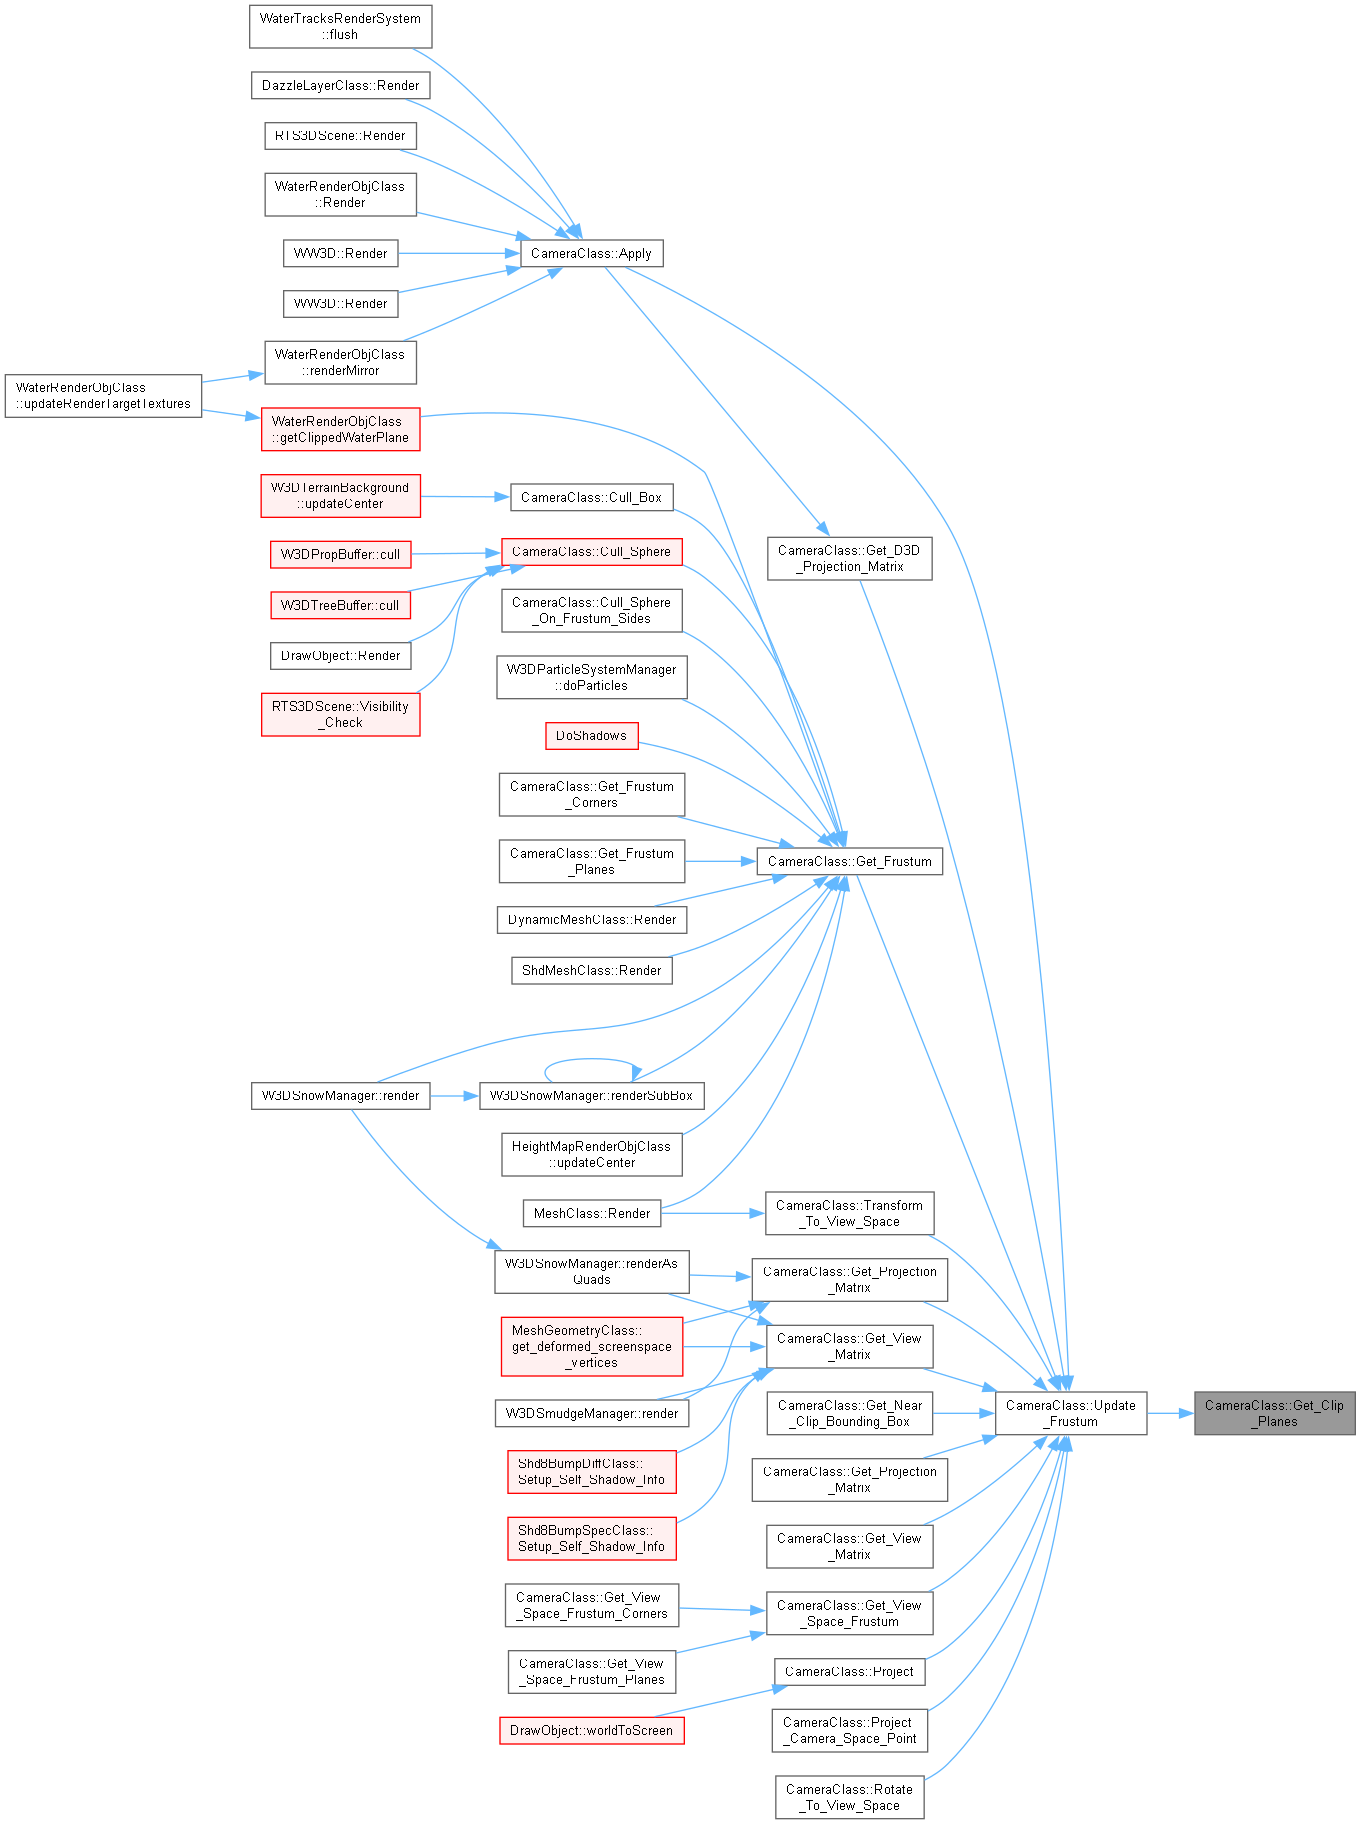 WaterTracksRenderSystem
::flush
DazzleLayerClass::Render
RTS3DScene::Render
WaterRenderObjClass
::Render
WW3D::Render
CameraClass::Apply
WW3D::Render
WaterRenderObjClass
::renderMirror
WaterRenderObjClass
::updateRenderTargetTextures
WaterRenderObjClass
::getClippedWaterPlane
W3DTerrainBackground
::updateCenter
CameraClass::Cull_Box
W3DPropBuffer::cull
CameraClass::Cull_Sphere
CameraClass::Get_D3D
_Projection_Matrix
W3DTreeBuffer::cull
CameraClass::Cull_Sphere
_On_Frustum_Sides
DrawObject::Render
W3DParticleSystemManager
::doParticles
RTS3DScene::Visibility
_Check
DoShadows
CameraClass::Get_Frustum
_Corners
CameraClass::Get_Frustum
_Planes
CameraClass::Get_Frustum
DynamicMeshClass::Render
ShdMeshClass::Render
W3DSnowManager::render
W3DSnowManager::renderSubBox
HeightMapRenderObjClass
::updateCenter
MeshClass::Render
CameraClass::Transform
_To_View_Space
W3DSnowManager::renderAs
Quads
CameraClass::Get_Projection
_Matrix
MeshGeometryClass::
get_deformed_screenspace
_vertices
CameraClass::Get_View
_Matrix
W3DSmudgeManager::render
CameraClass::Get_Near
_Clip_Bounding_Box
CameraClass::Update
_Frustum
CameraClass::Get_Clip
_Planes
Shd8BumpDiffClass::
Setup_Self_Shadow_Info
CameraClass::Get_Projection
_Matrix
Shd8BumpSpecClass::
Setup_Self_Shadow_Info
CameraClass::Get_View
_Matrix
CameraClass::Get_View
_Space_Frustum_Corners
CameraClass::Get_View
_Space_Frustum
CameraClass::Get_View
_Space_Frustum_Planes
CameraClass::Project
DrawObject::worldToScreen
CameraClass::Project
_Camera_Space_Point
CameraClass::Rotate
_To_View_Space